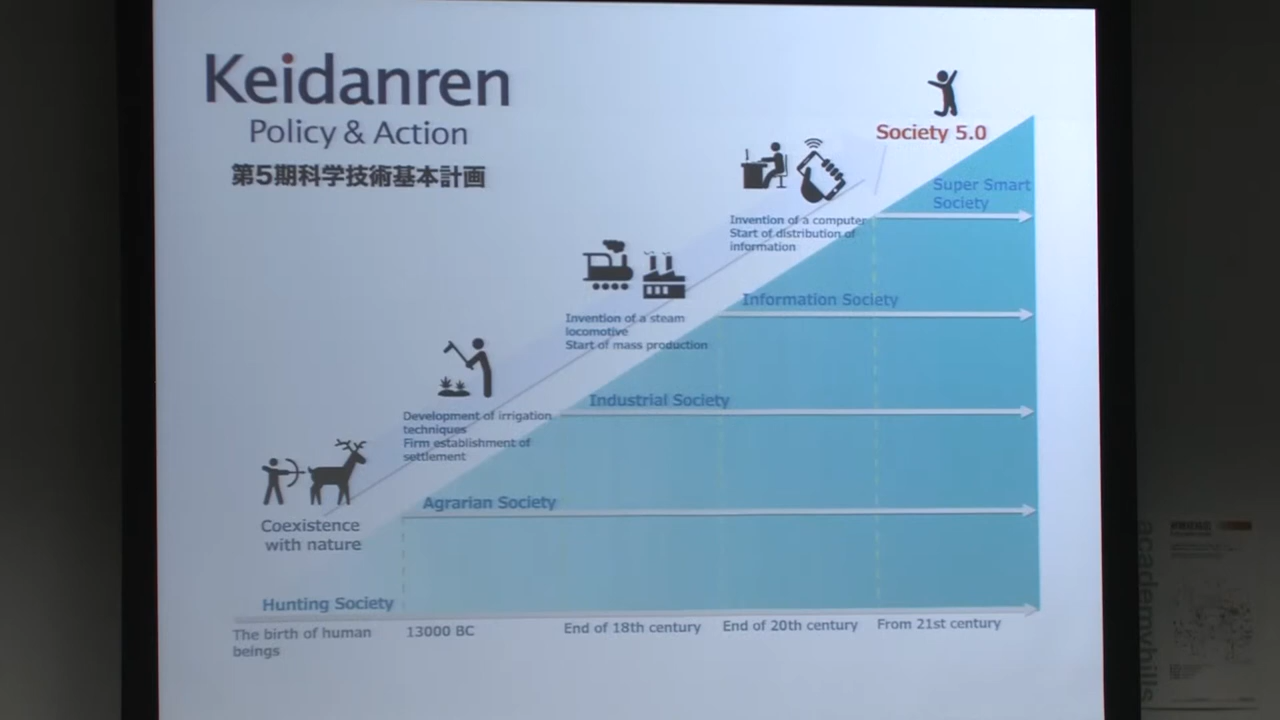 Keidanren
Policy & Action
第5期科学技術基本計画
Society 5.0
Super Smart
Society
Invention of a computer
Start of distribution of
information
Information Society
Invention of a steam
locomotive
Start of mass production
Industrial Society
Development of irrigation
techniques
Firm establishment of
settlement
Agrarian Society
Coexistence
with nature
Hunting Society
The birth of human
beings
13000 BC
End of 18th century
End of 20th century
From 21st century
academyhills